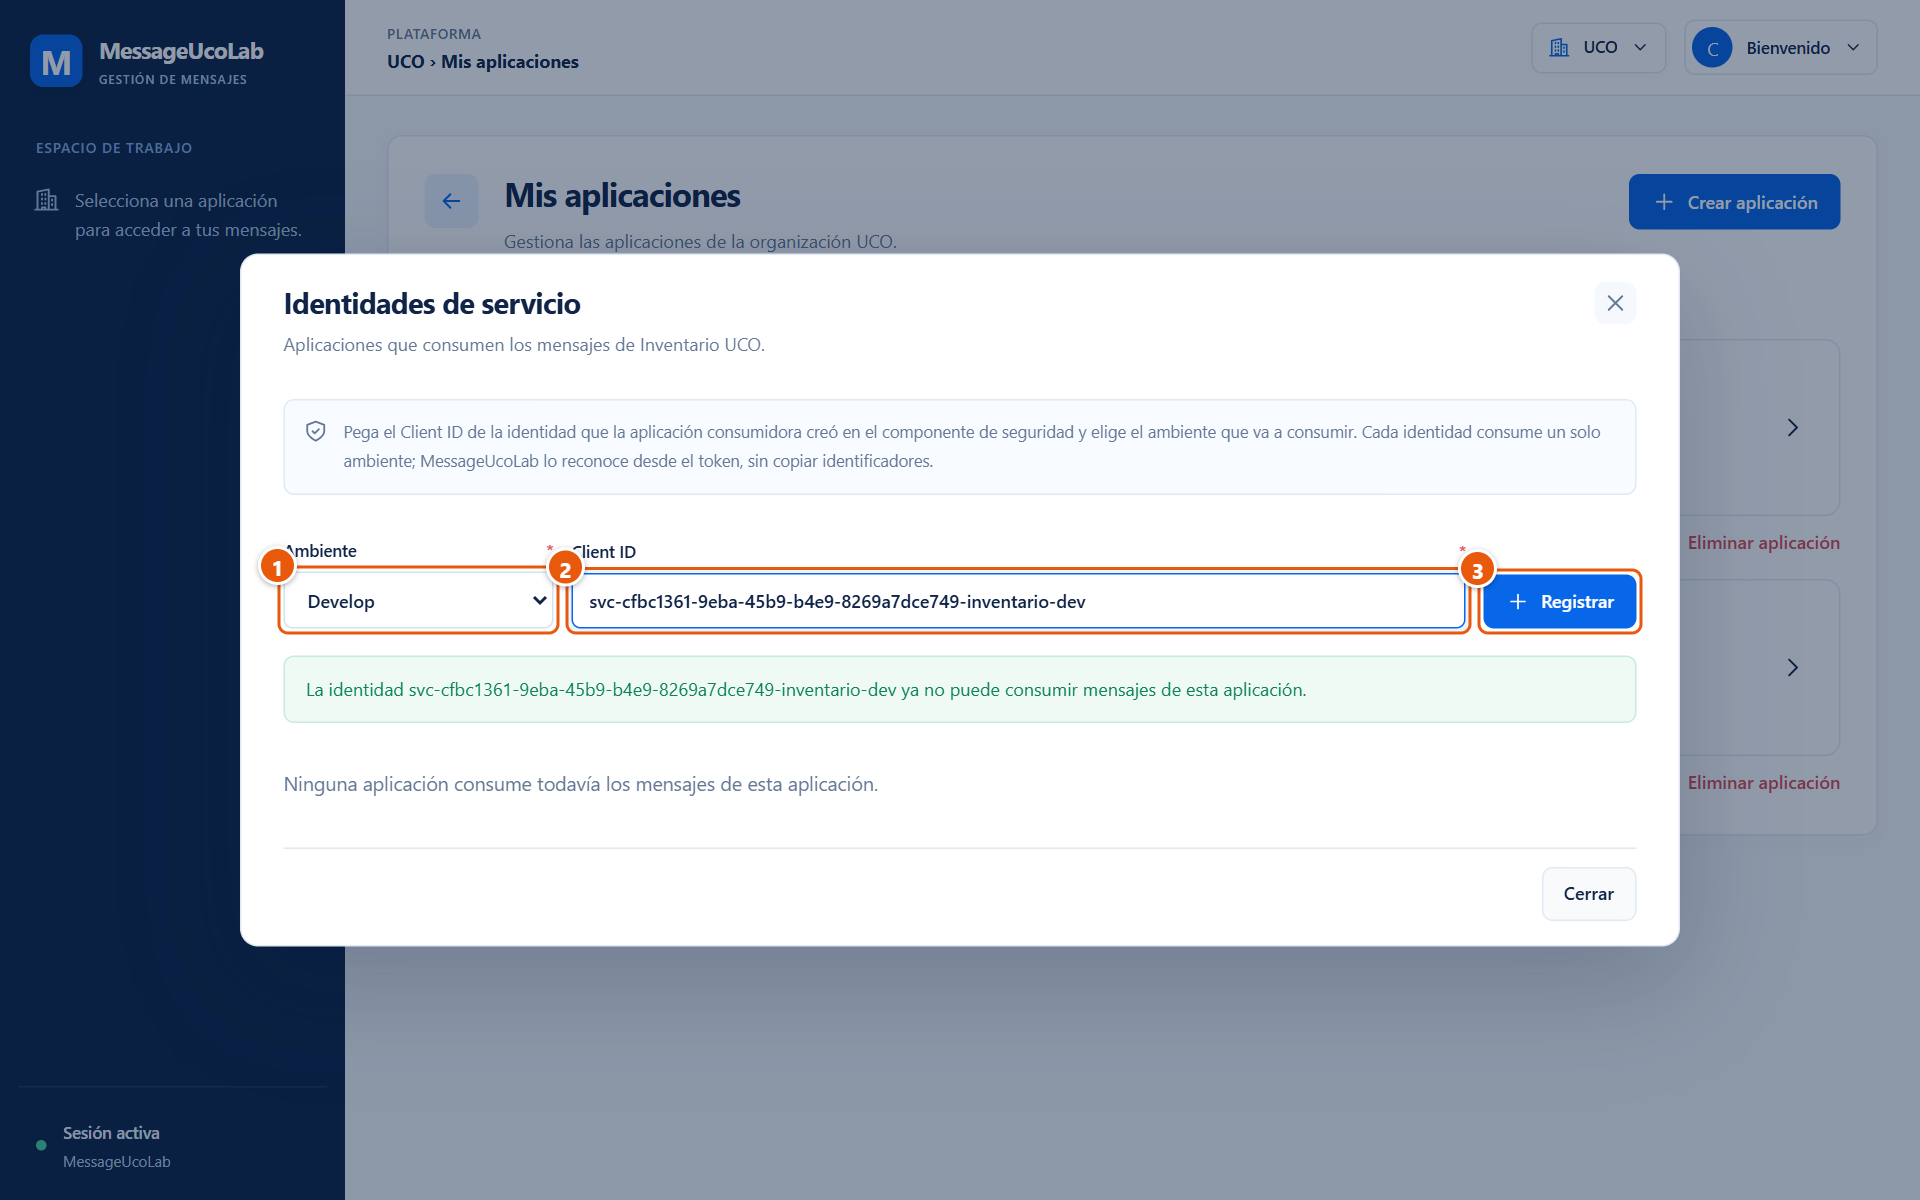 M
MessageUcoLab
GESTIÓN DE MENSAJES
ESPACIO DE TRABAJO
Selecciona una aplicación
para acceder a tus mensajes.
Sesión activa
MessageUcoLab
PLATAFORMA
UCO › Mis aplicaciones
UCO
C
Bienvenido
Mis aplicaciones
Gestiona las aplicaciones de la organización UCO.
+ Crear aplicación
Eliminar aplicación
Eliminar aplicación
Identidades de servicio
Aplicaciones que consumen los mensajes de Inventario UCO.
Pega el Client ID de la identidad que la aplicación consumidora creó en el componente de seguridad y elige el ambiente que va a consumir. Cada identidad consume un solo
ambiente; MessageUcoLab lo reconoce desde el token, sin copiar identificadores.
1
Ambiente *
Develop
2
Client ID *
svc-cfbc1361-9eba-45b9-b4e9-8269a7dce749-inventario-dev
3
+ Registrar
La identidad svc-cfbc1361-9eba-45b9-b4e9-8269a7dce749-inventario-dev ya no puede consumir mensajes de esta aplicación.
Ninguna aplicación consume todavía los mensajes de esta aplicación.
Cerrar